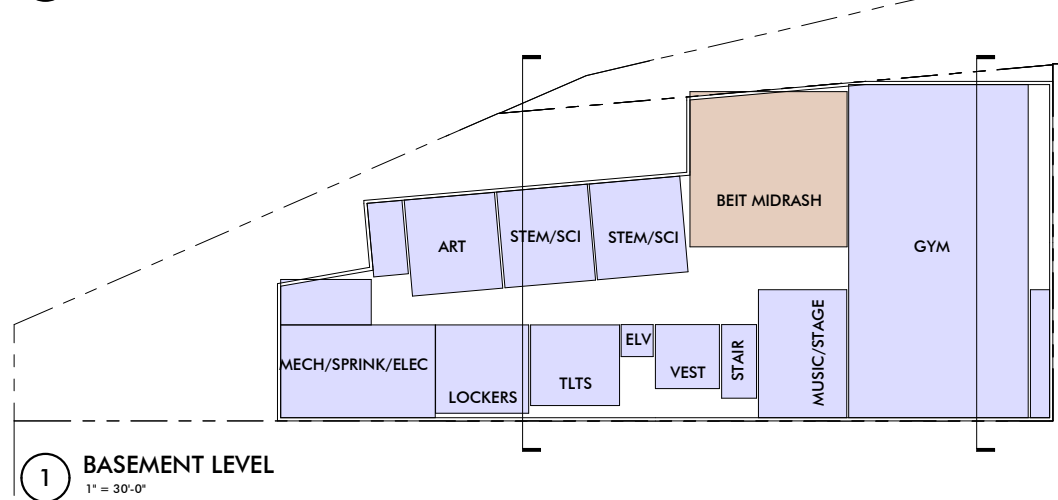 BEIT MIDRASH
ART
STEM/SCI
STEM/SCI
GYM
MECH/SPRINK/ELEC
LOCKERS
TLTS
ELV
VEST
STAIR
MUSIC/STAGE
1
BASEMENT LEVEL
1" = 30'-0"